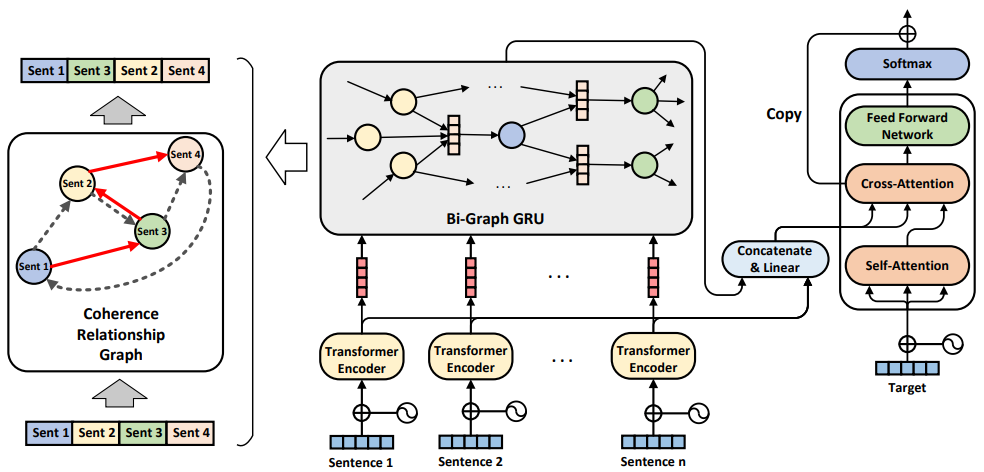 Sent 1 Sent 3 Sent 2 Sent 4
Sent 4
Sent 2
Sent 3
Sent 1
Coherence
Relationship
Graph
Sent 1 Sent 2 Sent 3 Sent 4
...
...
Bi-Graph GRU
...
Transformer
Encoder
Transformer
Encoder
...
Transformer
Encoder
Sentence 1
Sentence 2
Sentence n
Concatenate
& Linear
Copy
Softmax
Feed Forward
Network
Cross-Attention
Self-Attention
Target